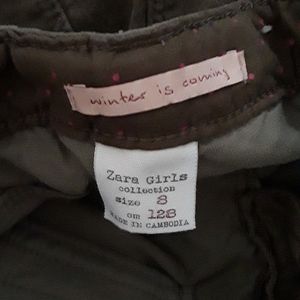 winter is coming
Zara Girls
collection
size 8
cm 128
MADE IN CAMBODIA